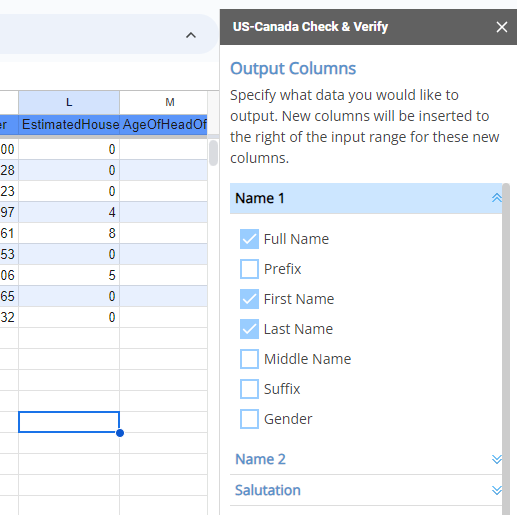 US-Canada Check & Verify
Output Columns
Specify what data you would like to
output. New columns will be inserted to
the right of the input range for these new
columns.
Name 1
Full Name
Prefix
First Name
Last Name
Middle Name
Suffix
Gender
Name 2
Salutation
L M
er EstimatedHouse AgeOfHeadOf
00 0
28 0
23 0
97 4
61 8
53 0
06 5
65 0
32 0